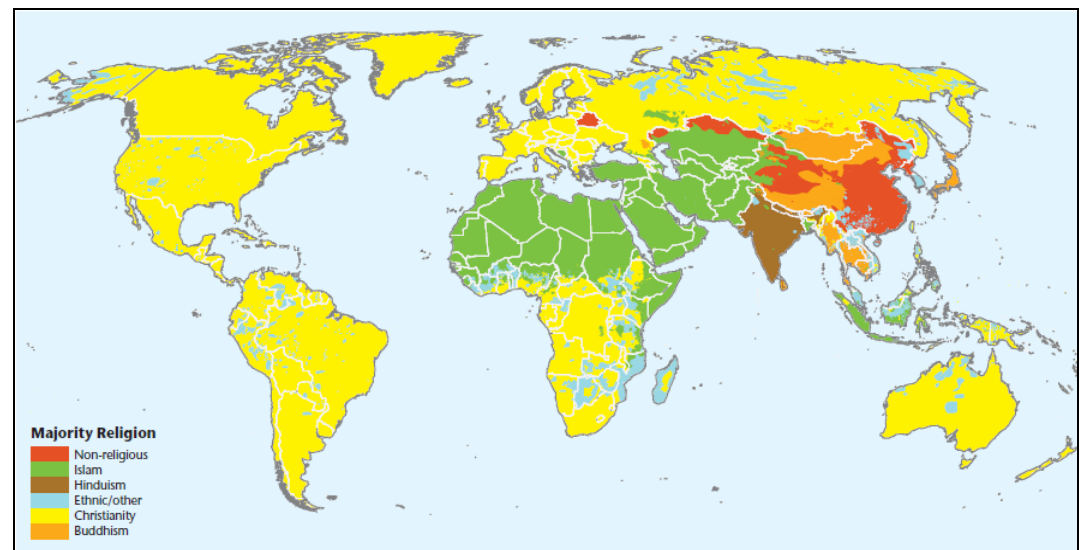 Majority Religion
Non-religious
Islam
Hinduism
Ethnic/other
Christianity
Buddhism